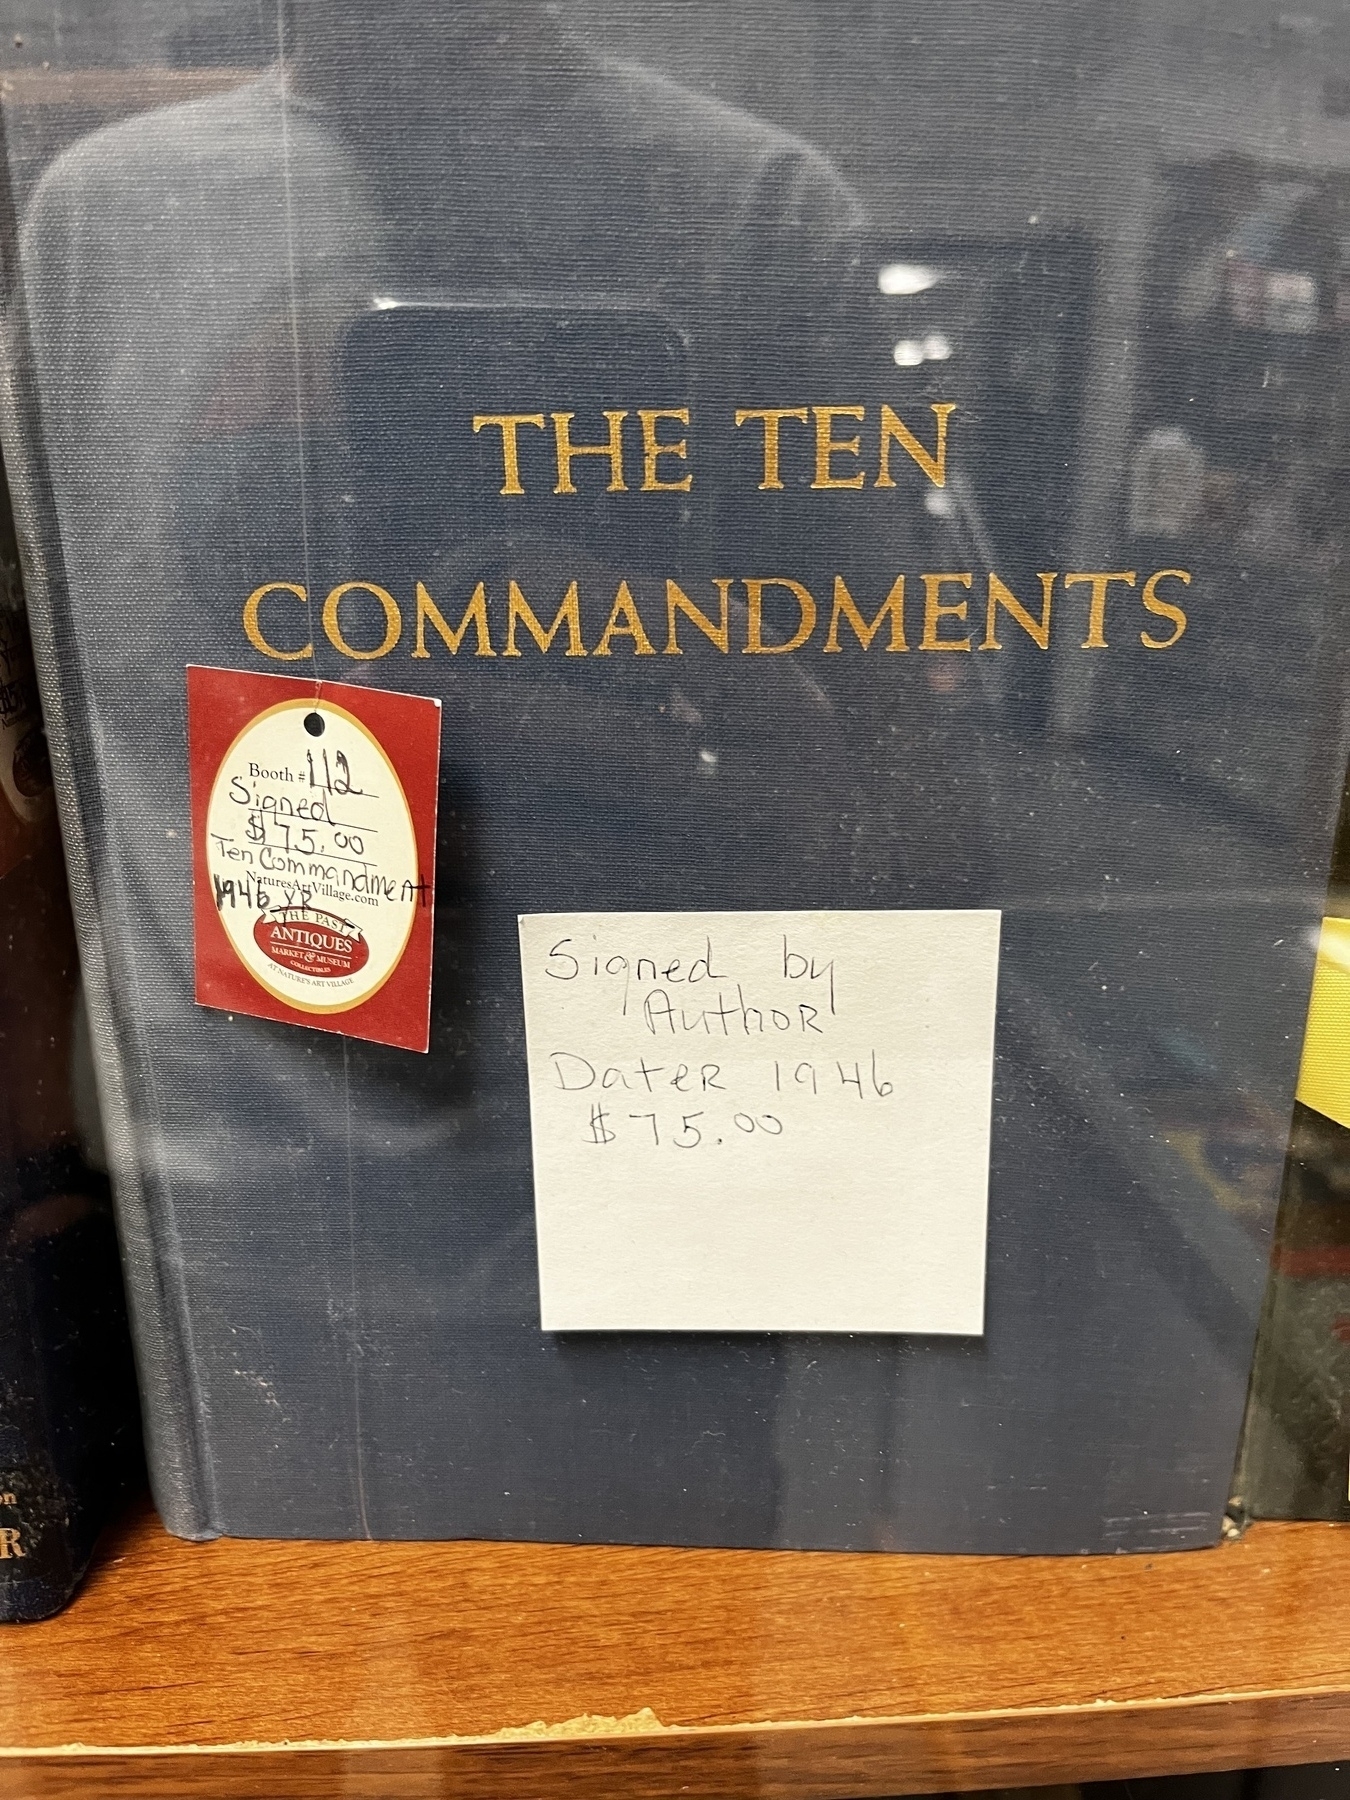 THE TEN
COMMANDMENTS
Booth # 112
Signed
$75.00
Ten Commandment
NaturesArtVillage.com
1946 YR
THE PAST
ANTIQUES
MARKET & MUSEUM
COLLECTIBLES
AT NATURE'S ART VILLAGE
Signed by
Author
Dater 1946
$75.00
R